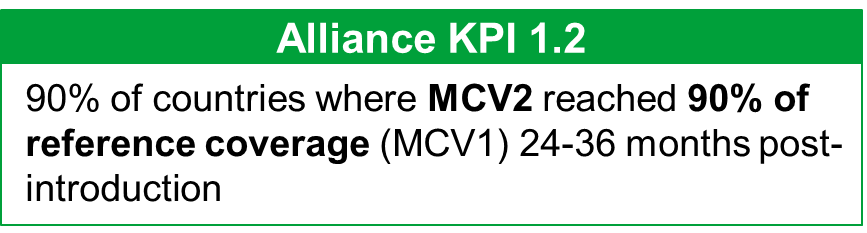 Alliance KPI 1.2
90% of countries where MCV2 reached 90% of
reference coverage (MCV1) 24-36 months post-
introduction